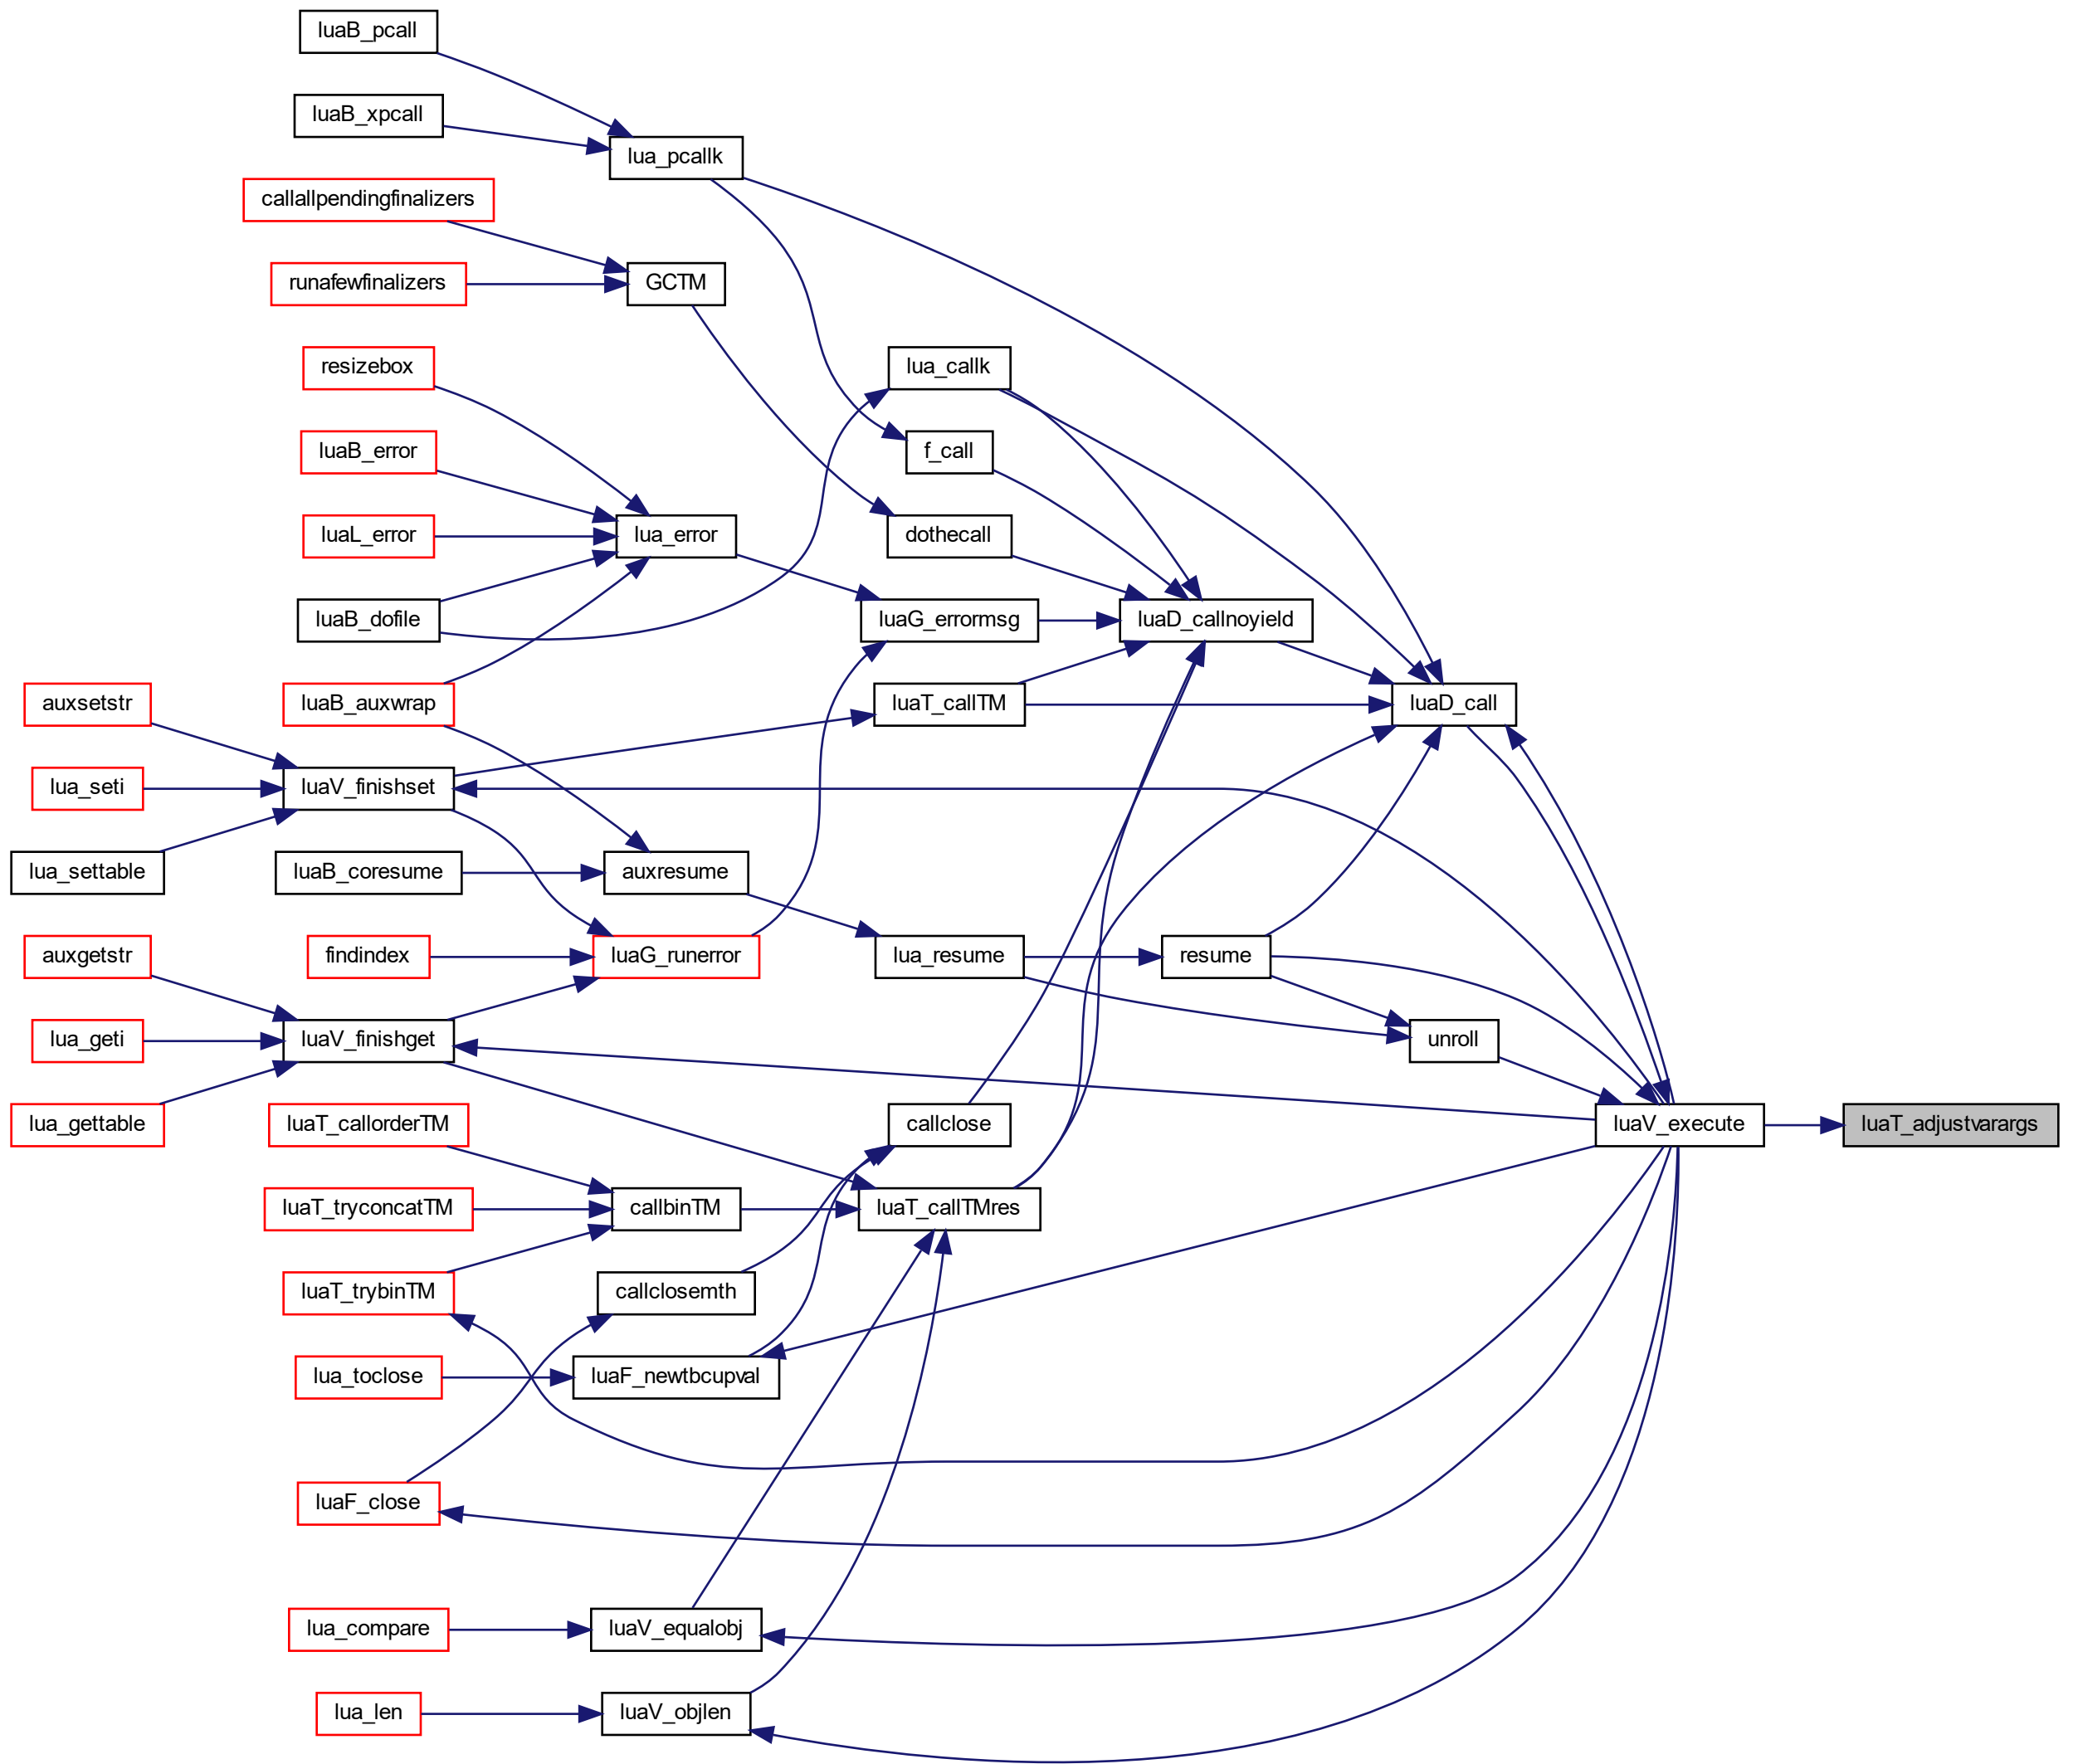 luaB_pcall
luaB_xpcall
lua_pcallk
callallpendingfinalizers
runafewfinalizers
GCTM
resizebox
lua_callk
luaB_error
f_call
luaL_error
lua_error
dothecall
luaB_dofile
luaG_errormsg
luaD_callnoyield
auxsetstr
luaB_auxwrap
luaT_callTM
luaD_call
lua_seti
luaV_finishset
lua_settable
luaB_coresume
auxresume
auxgetstr
findindex
luaG_runerror
lua_resume
resume
lua_geti
luaV_finishget
unroll
lua_gettable
luaT_callorderTM
callclose
luaV_execute
luaT_adjustvarargs
luaT_tryconcatTM
callbinTM
luaT_callTMres
luaT_trybinTM
callclosemth
lua_toclose
luaF_newtbcupval
luaF_close
lua_compare
luaV_equalobj
lua_len
luaV_objlen